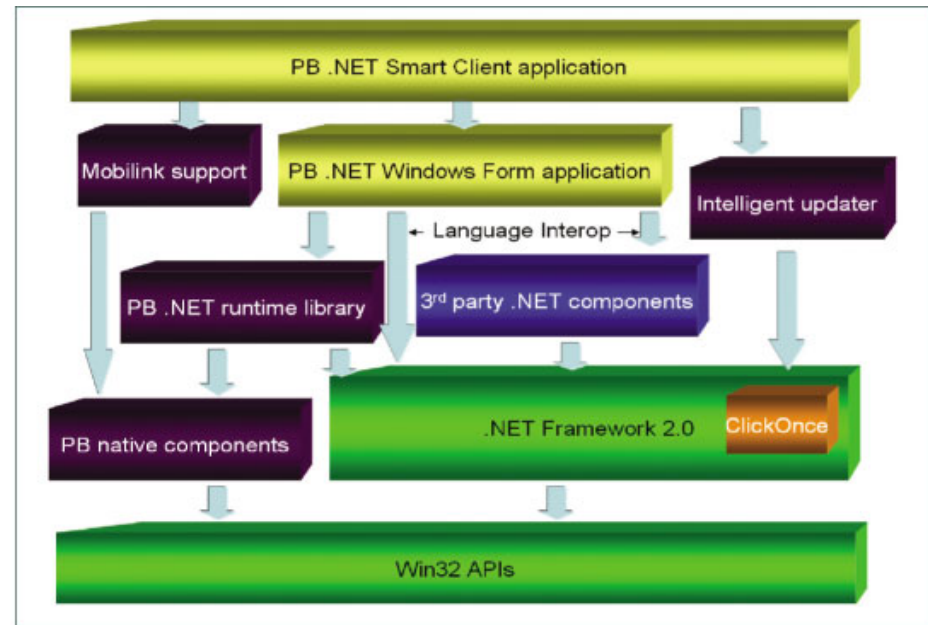 PB .NET Smart Client application
Mobilink support
PB .NET Windows Form application
Intelligent updater
← Language Interop →
PB .NET runtime library
3rd party .NET components
.NET Framework 2.0
ClickOnce
PB native components
Win32 APIs